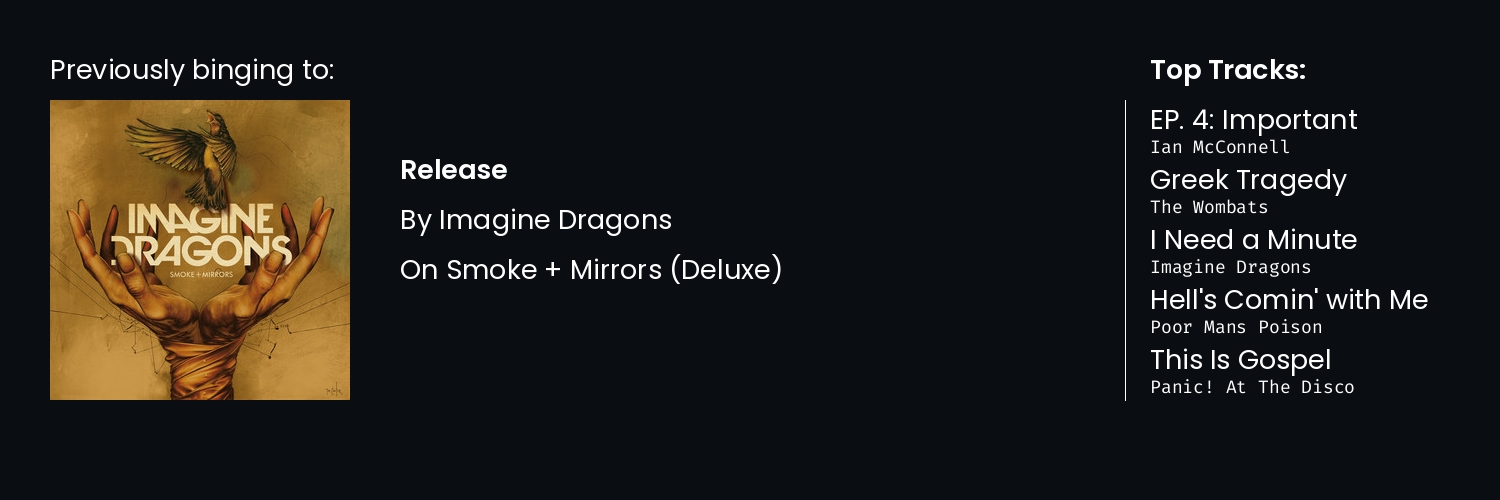 Previously binging to:
IMAGINE
DRAGONS
SMOKE + MIRRORS
Release
By Imagine Dragons
On Smoke + Mirrors (Deluxe)
Top Tracks:
EP. 4: Important
Ian McConnell
Greek Tragedy
The Wombats
I Need a Minute
Imagine Dragons
Hell's Comin' with Me
Poor Mans Poison
This Is Gospel
Panic! At The Disco